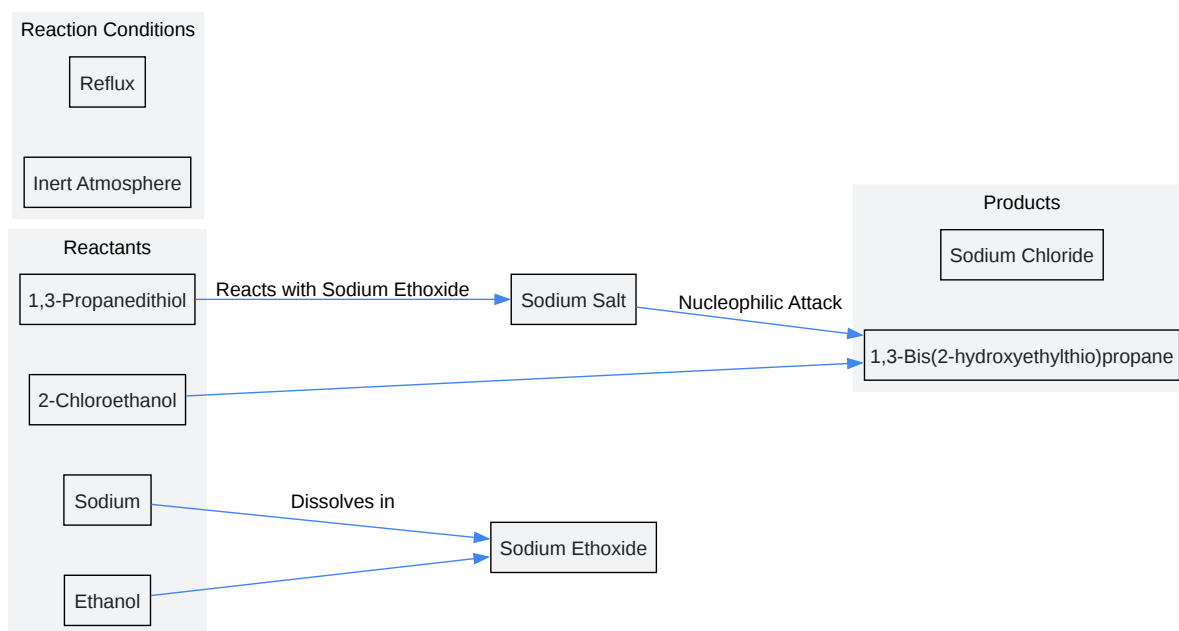 Reaction Conditions
Reflux
Inert Atmosphere
Reactants
1,3-Propanedithiol
Reacts with Sodium Ethoxide
Sodium Salt
Nucleophilic Attack
Products
Sodium Chloride
1,3-Bis(2-hydroxyethylthio)propane
2-Chloroethanol
Sodium
Dissolves in
Sodium Ethoxide
Ethanol